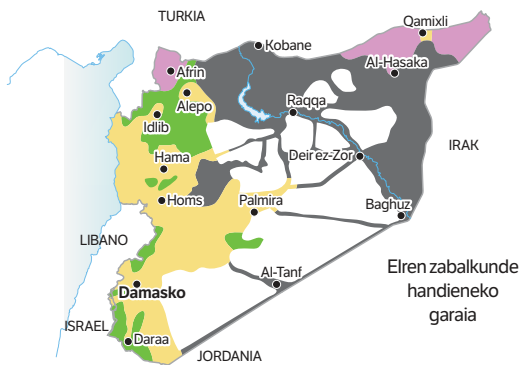 TURKIA
Qamixli
Kobane
Al-Hasaka
Afrin
Alepo
Raqqa
Idlib
IRAK
Hama
Deir ez-Zor
Homs
Palmira
Baghuz
LIBANO
EIren zabalkunde
handieneko
garaia
Al-Tanf
Damasko
ISRAEL
Daraa
JORDANIA